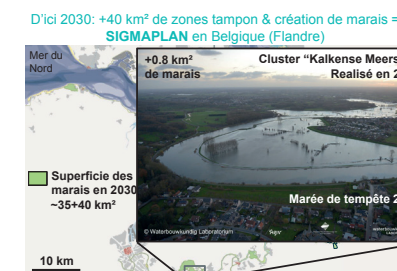 D'ici 2030: +40 km² de zones tampon & création de marais =
SIGMAPLAN en Belgique (Flandre)
Mer du
Nord
+0.8 km²
de marais
Cluster "Kalkense Meers
Realisé en 2
Superficie des
marais en 2030
~35+40 km²
Marée de tempête 2
© Waterbouwkundig Laboratorium
10 km